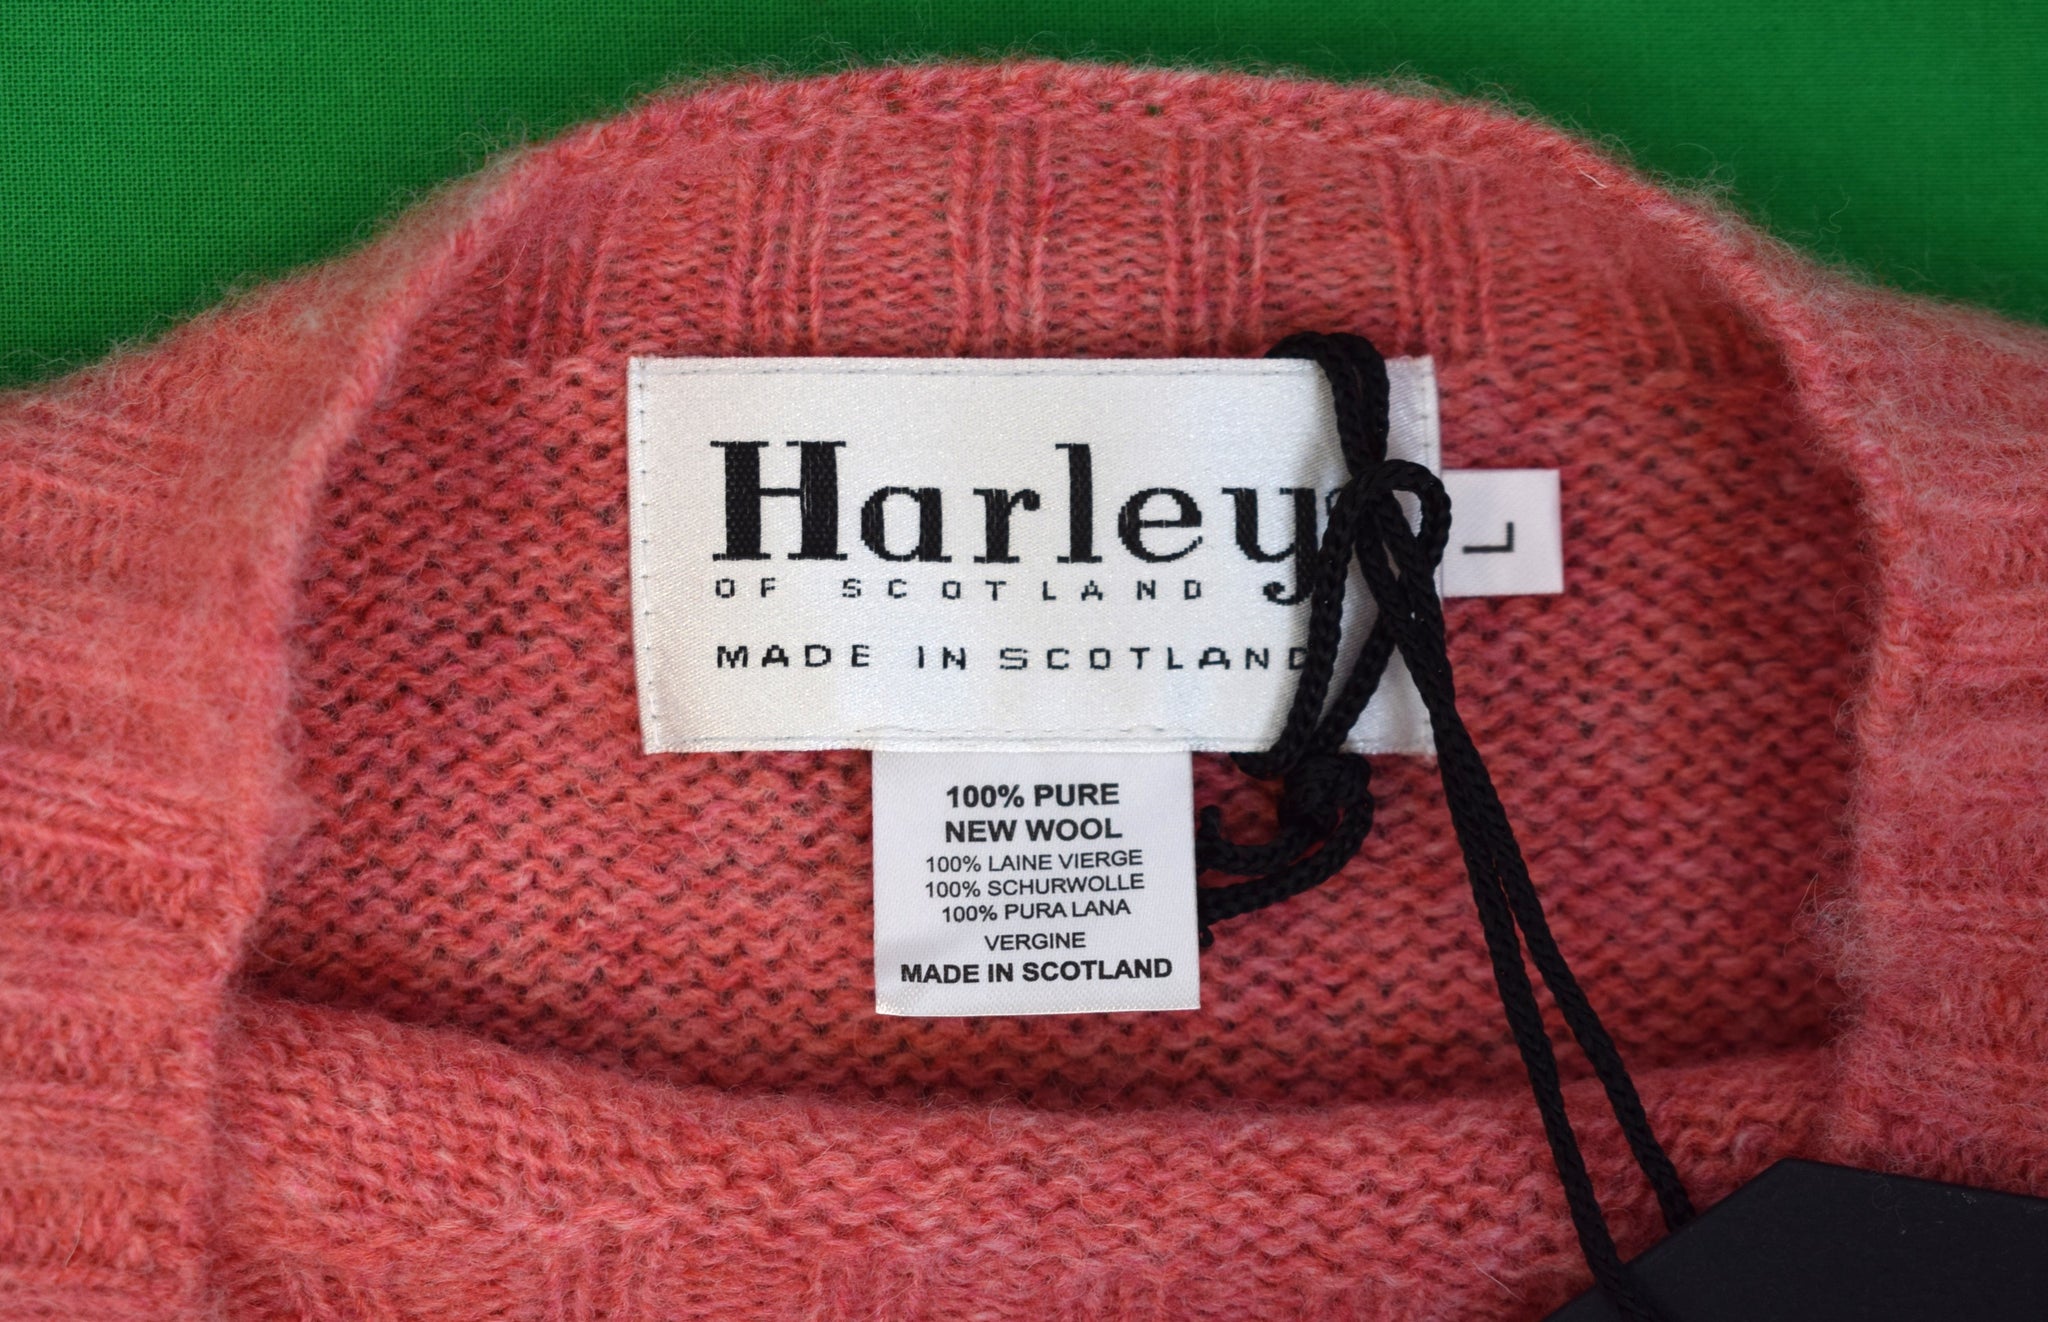 Harley
OF SCOTLAND
MADE IN SCOTLAND
L
100% PURE
NEW WOOL
100% LAINE VIERGE
100% SCHURWOLLE
100% PURA LANA
VERGINE
MADE IN SCOTLAND